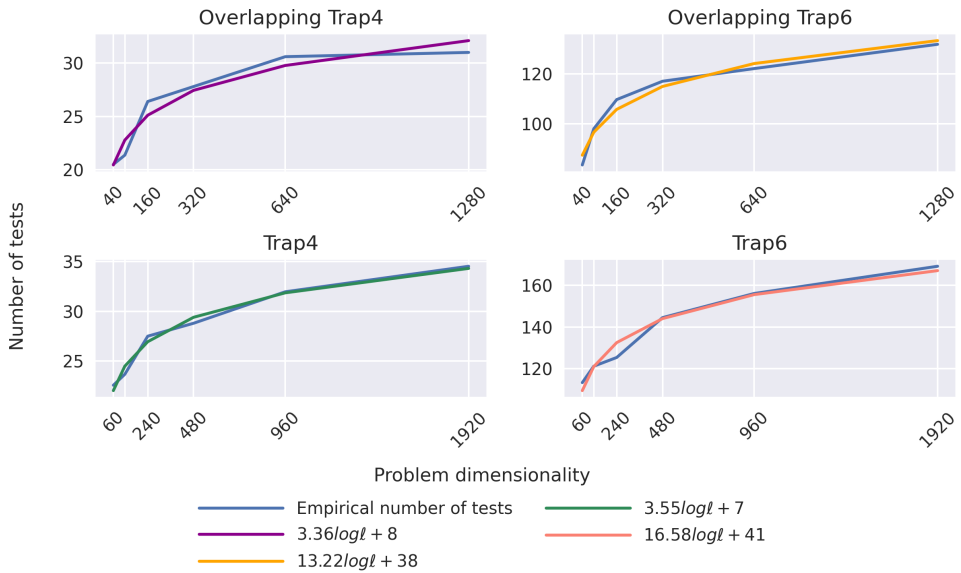 Overlapping Trap4
Overlapping Trap6
30
25
20
40
160
320
640
1280
120
100
40
160
320
640
1280
Number of tests
Trap4
Trap6
35
30
25
60
240
480
960
1920
160
140
120
60
240
480
960
1920
Problem dimensionality
Empirical number of tests
3.36logℓ + 8
13.22logℓ + 38
3.55logℓ + 7
16.58logℓ + 41